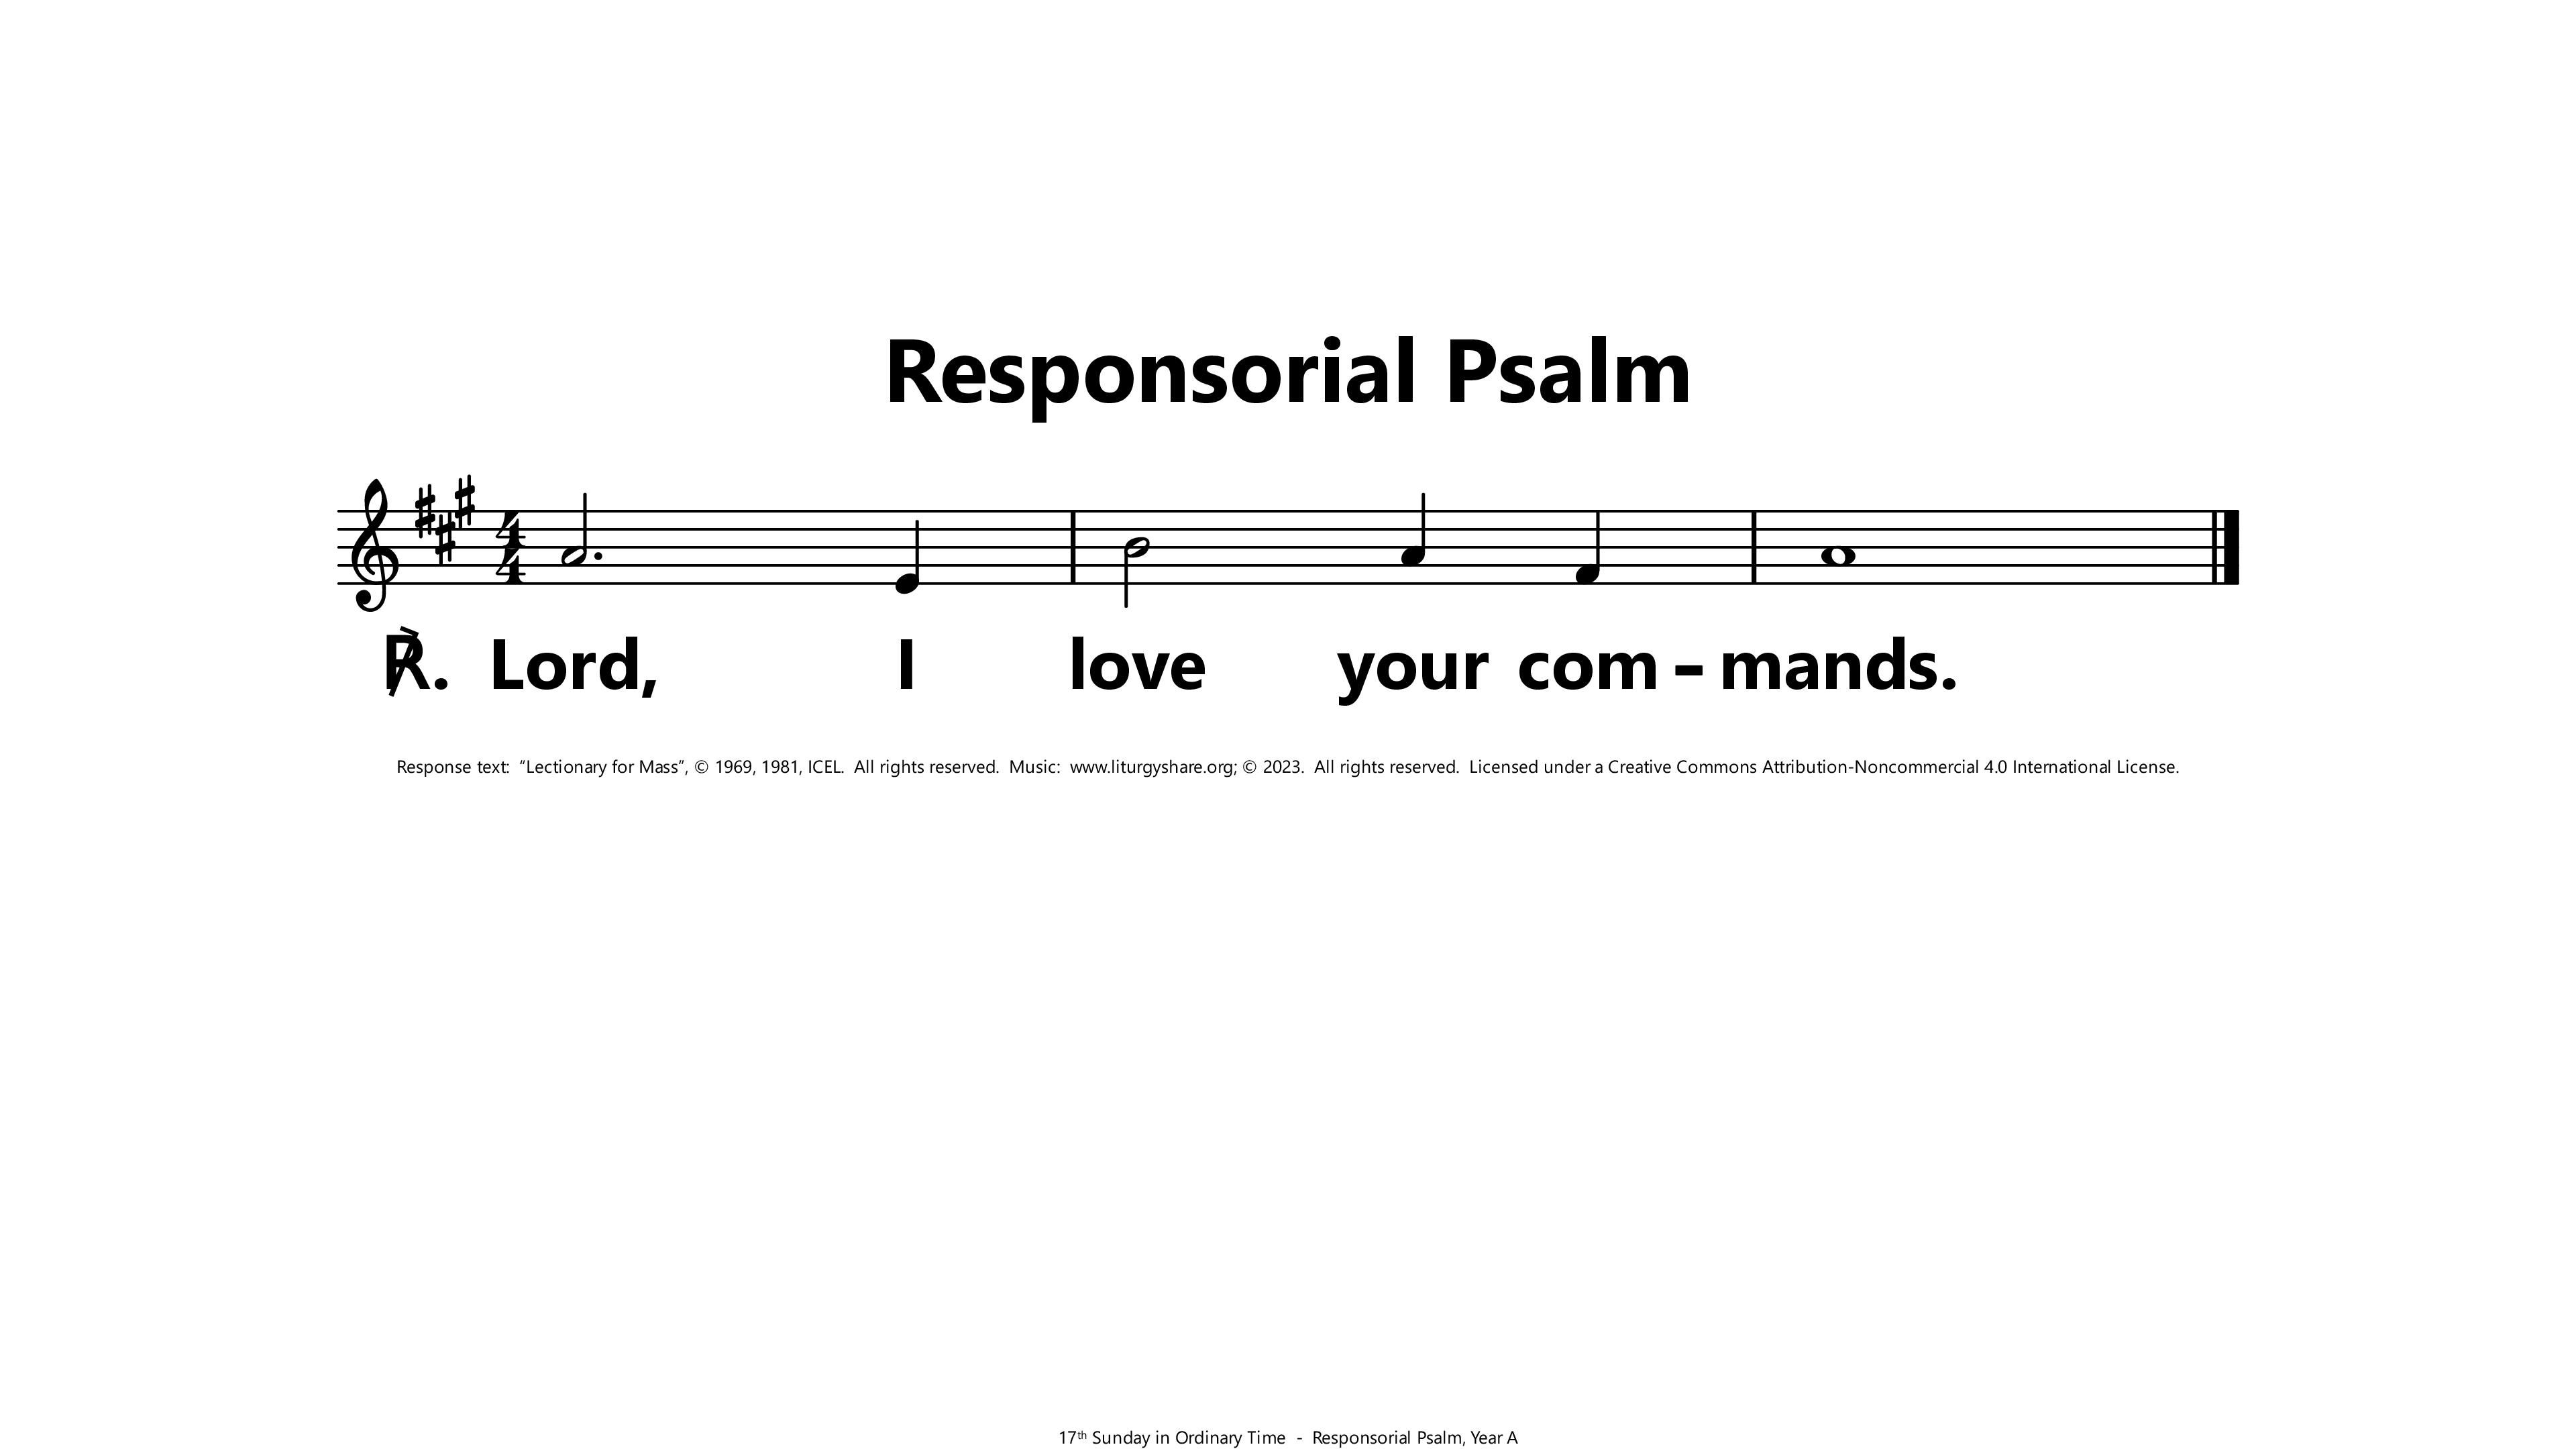 Responsorial Psalm
4
4
℟. Lord, I love your com - mands.
Response text: “Lectionary for Mass”, © 1969, 1981, ICEL. All rights reserved. Music: www.liturgyshare.org; © 2023. All rights reserved. Licensed under a Creative Commons Attribution-Noncommercial 4.0 International License.
17th Sunday in Ordinary Time - Responsorial Psalm, Year A